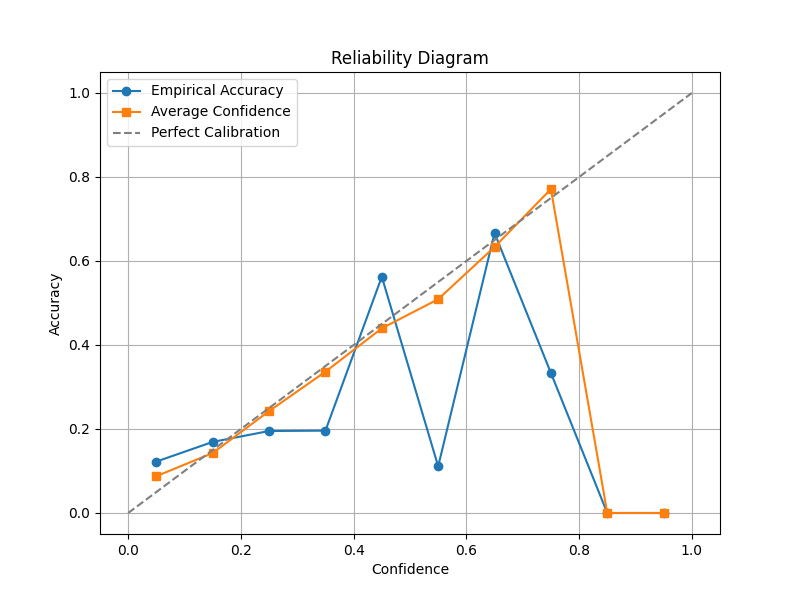 Reliability Diagram
Empirical Accuracy
Average Confidence
Perfect Calibration
1.0
0.8
0.6
0.4
0.2
0.0
Accuracy
0.0 0.2 0.4 0.6 0.8 1.0
Confidence